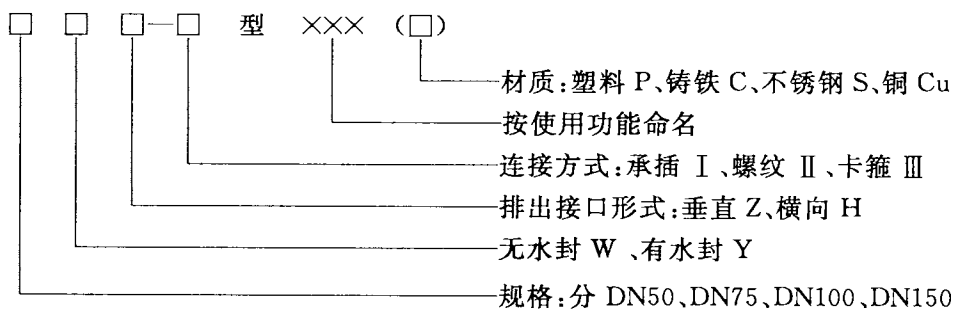 □ □ □—□ 型 ××× (□)
材质:塑料 P、铸铁 C、不锈钢 S、铜 Cu
按使用功能命名
连接方式:承插 Ⅰ、螺纹 Ⅱ、卡箍 Ⅲ
排出接口形式:垂直 Z、横向 H
无水封 W 、有水封 Y
规格:分 DN50、DN75、DN100、DN150